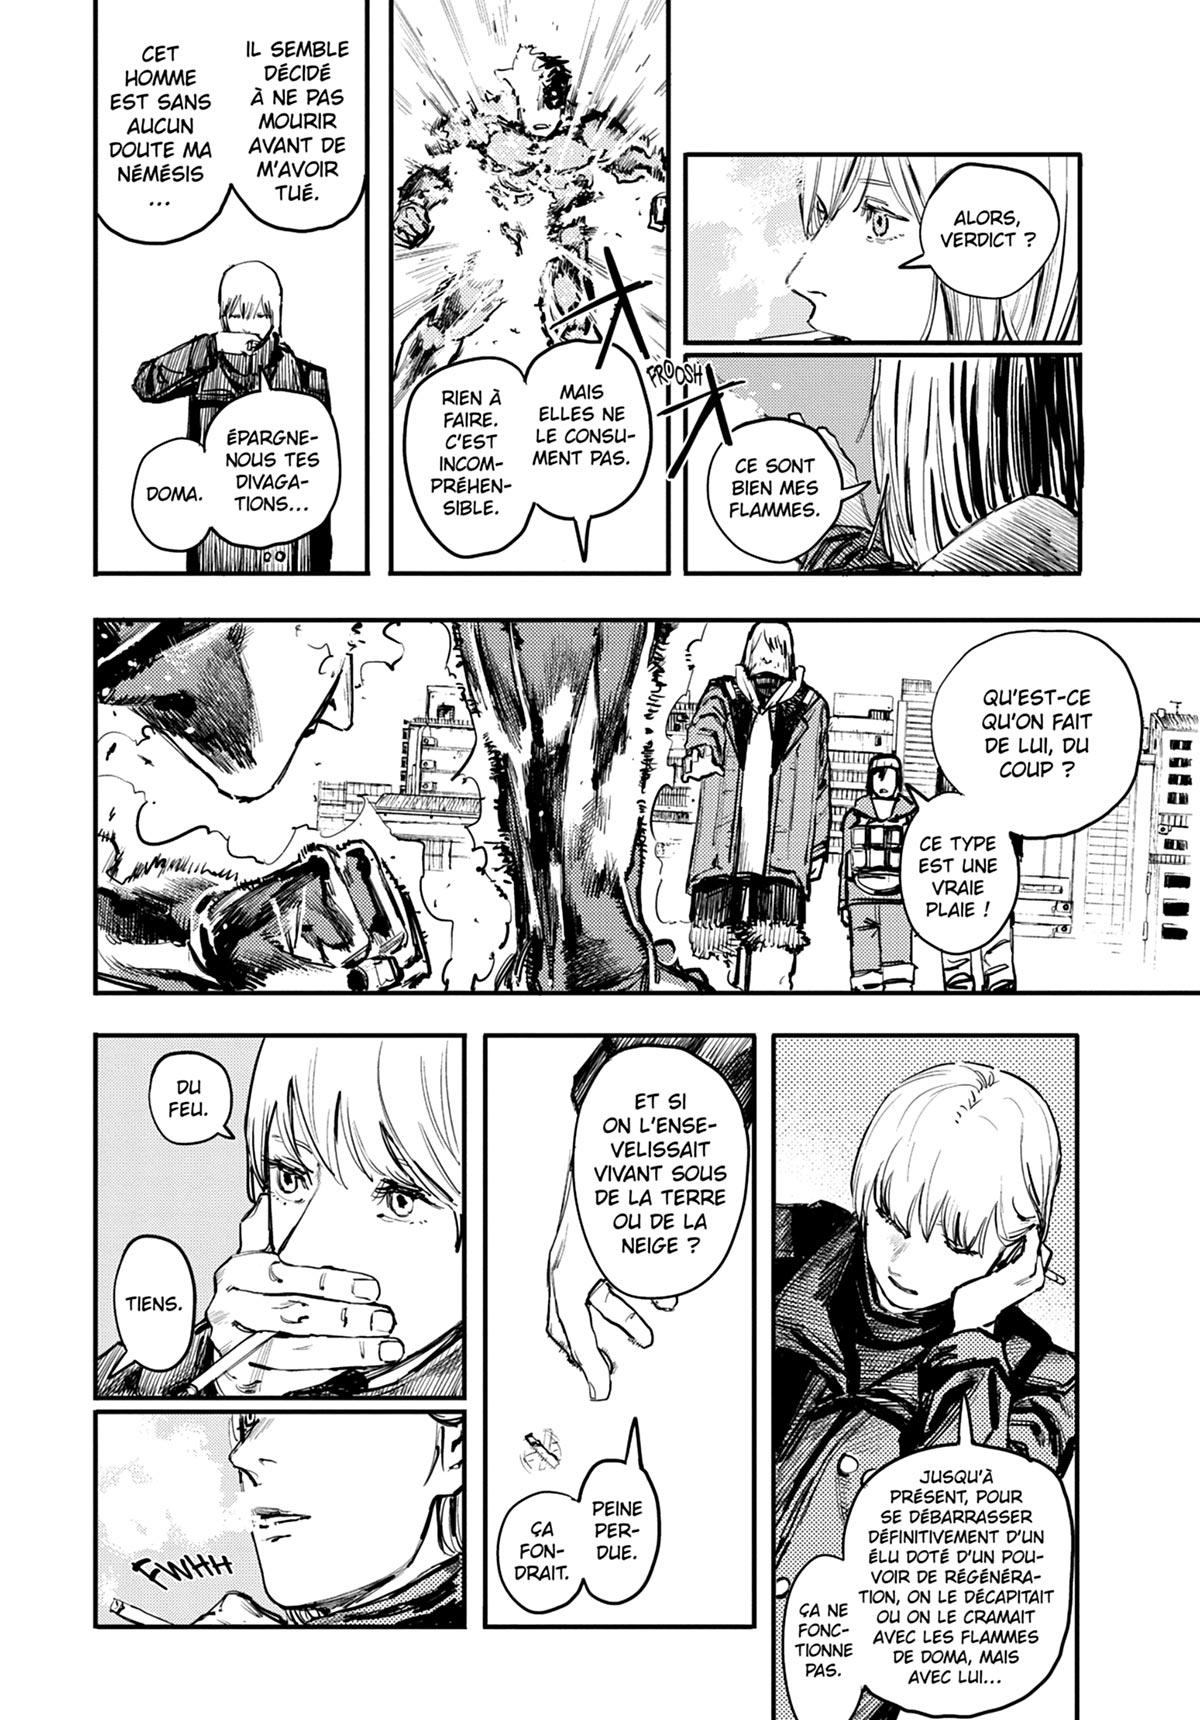 ALORS,
VERDICT ?
CE SONT
BIEN MES
FLAMMES.
FROOSH
MAIS
ELLES NE
LE CONSU-
MENT PAS.
RIEN À
FAIRE.
C'EST
INCOM-
PRÉHEN-
SIBLE.
IL SEMBLE
DÉCIDÉ
À NE PAS
MOURIR
AVANT DE
M'AVOIR
TUÉ.
CET
HOMME
EST SANS
AUCUN
DOUTE MA
NÉMÉSIS
...
ÉPARGNE-
NOUS TES
DIVAGA-
TIONS...
DOMA.
QU'EST-CE
QU'ON FAIT
DE LUI, DU
COUP ?
CE TYPE
EST UNE
VRAIE
PLAIE !
JUSQU'À
PRÉSENT, POUR
SE DÉBARRASSER
DÉFINITIVEMENT D'UN
ÉLU DOTÉ D'UN POU-
VOIR DE RÉGÉNÉRA-
TION, ON LE DÉCAPITAIT
OU ON LE CRAMAIT
AVEC LES FLAMMES
DE DOMA, MAIS
AVEC LUI...
ÇA NE
FONC-
TIONNE
PAS.
ET SI
ON L'ENSE-
VELISSAIT
VIVANT SOUS
DE LA TERRE
OU DE LA
NEIGE ?
PEINE
PER-
DUE.
ÇA
FON-
DRAIT.
DU
FEU.
TIENS.
FWHH